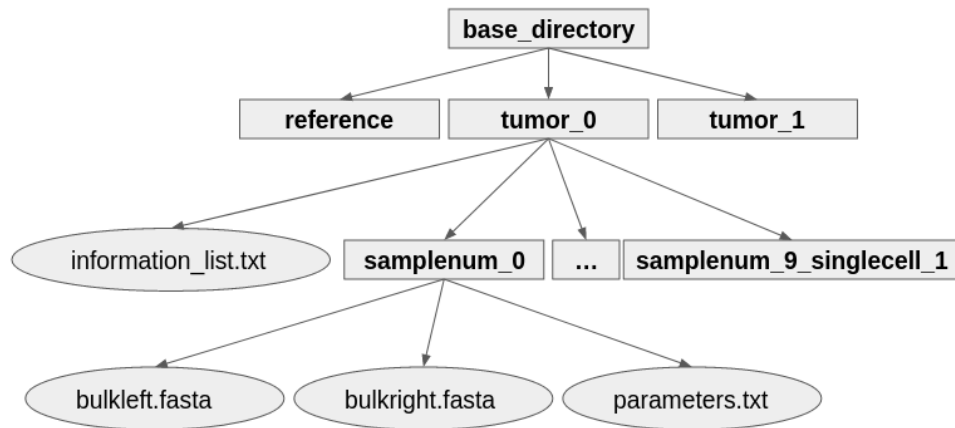 base_directory
reference
tumor_0
tumor_1
information_list.txt
samplenum_0
...
samplenum_9_singlecell_1
bulkleft.fasta
bulkright.fasta
parameters.txt